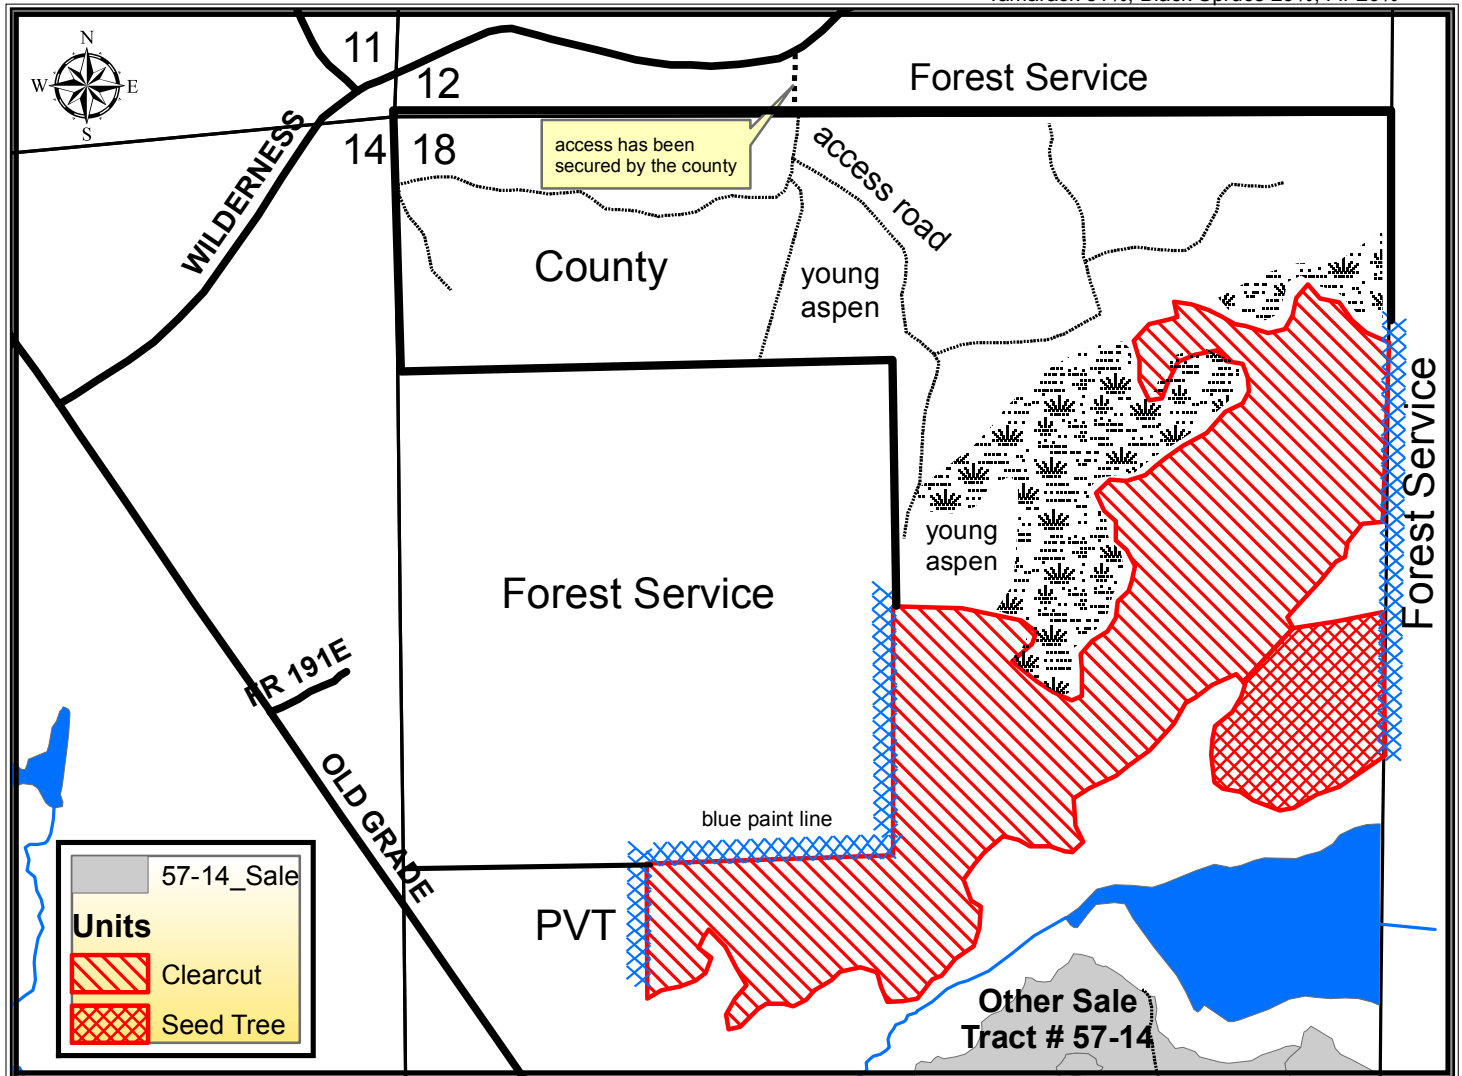 N
W E
S
11
12
14
18
Forest Service
access has been
secured by the county
WILDERNESS
access road
County
young
aspen
Forest Service
young
aspen
Forest Service
FR 191E
OLD GRADE
blue paint line
PVT
57-14_Sale
Units
Clearcut
Seed Tree
Other Sale
Tract # 57-14